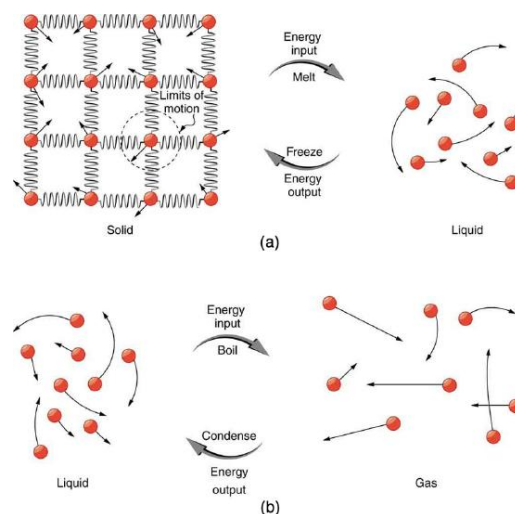 Energy
input
Melt
Limits of
motion
Freeze
Energy
output
Solid
Liquid
(a)
Energy
input
Boil
Condense
Energy
output
Liquid
Gas
(b)